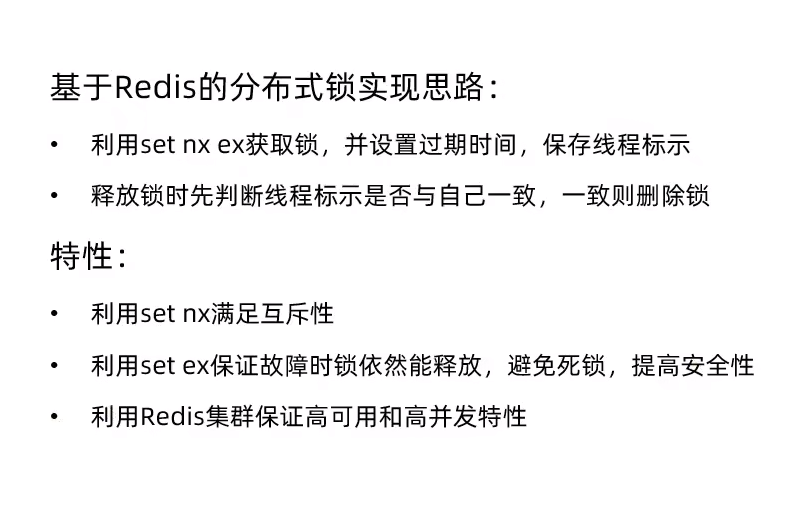 基于Redis的分布式锁实现思路：
• 利用set nx ex获取锁，并设置过期时间，保存线程标示
• 释放锁时先判断线程标示是否与自己一致，一致则删除锁
特性：
• 利用set nx满足互斥性
• 利用set ex保证故障时锁依然能释放，避免死锁，提高安全性
• 利用Redis集群保证高可用和高并发特性